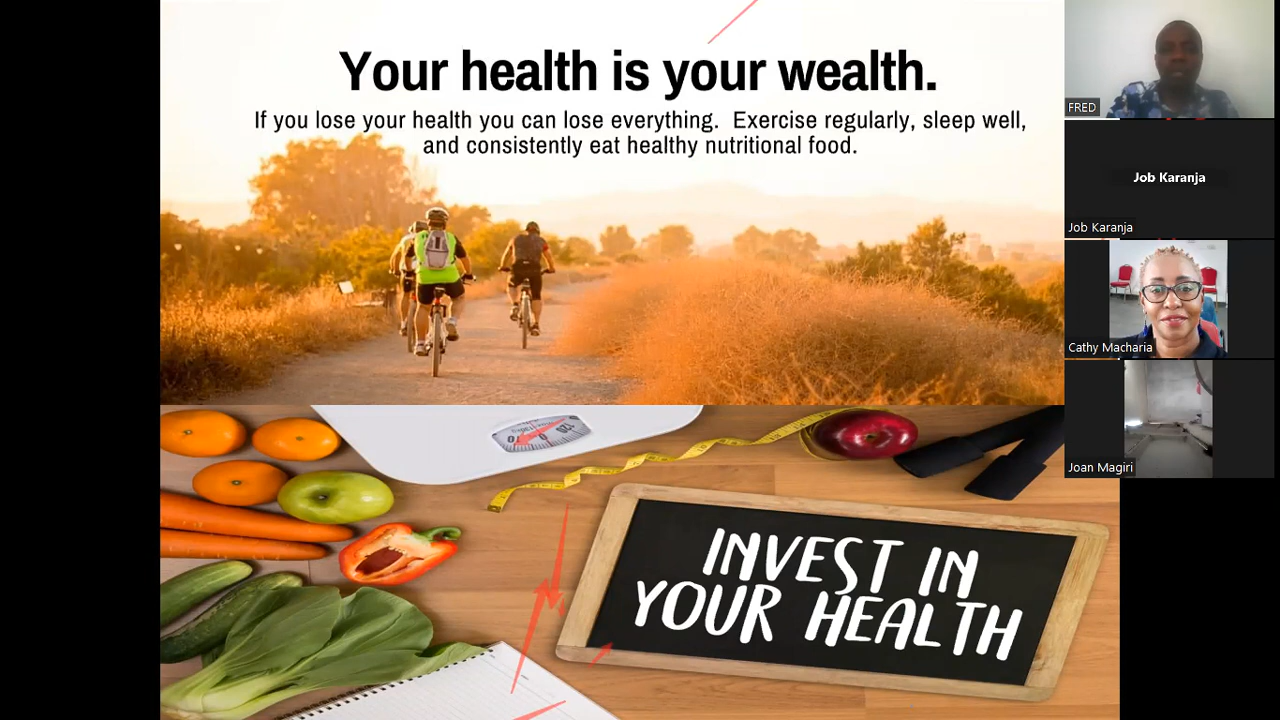 Your health is your wealth.
If you lose your health you can lose everything.  Exercise regularly, sleep well,
and consistently eat healthy nutritional food.
INVEST IN
YOUR HEALTH
FRED
Job Karanja
Job Karanja
Cathy Macharia
Joan Magiri